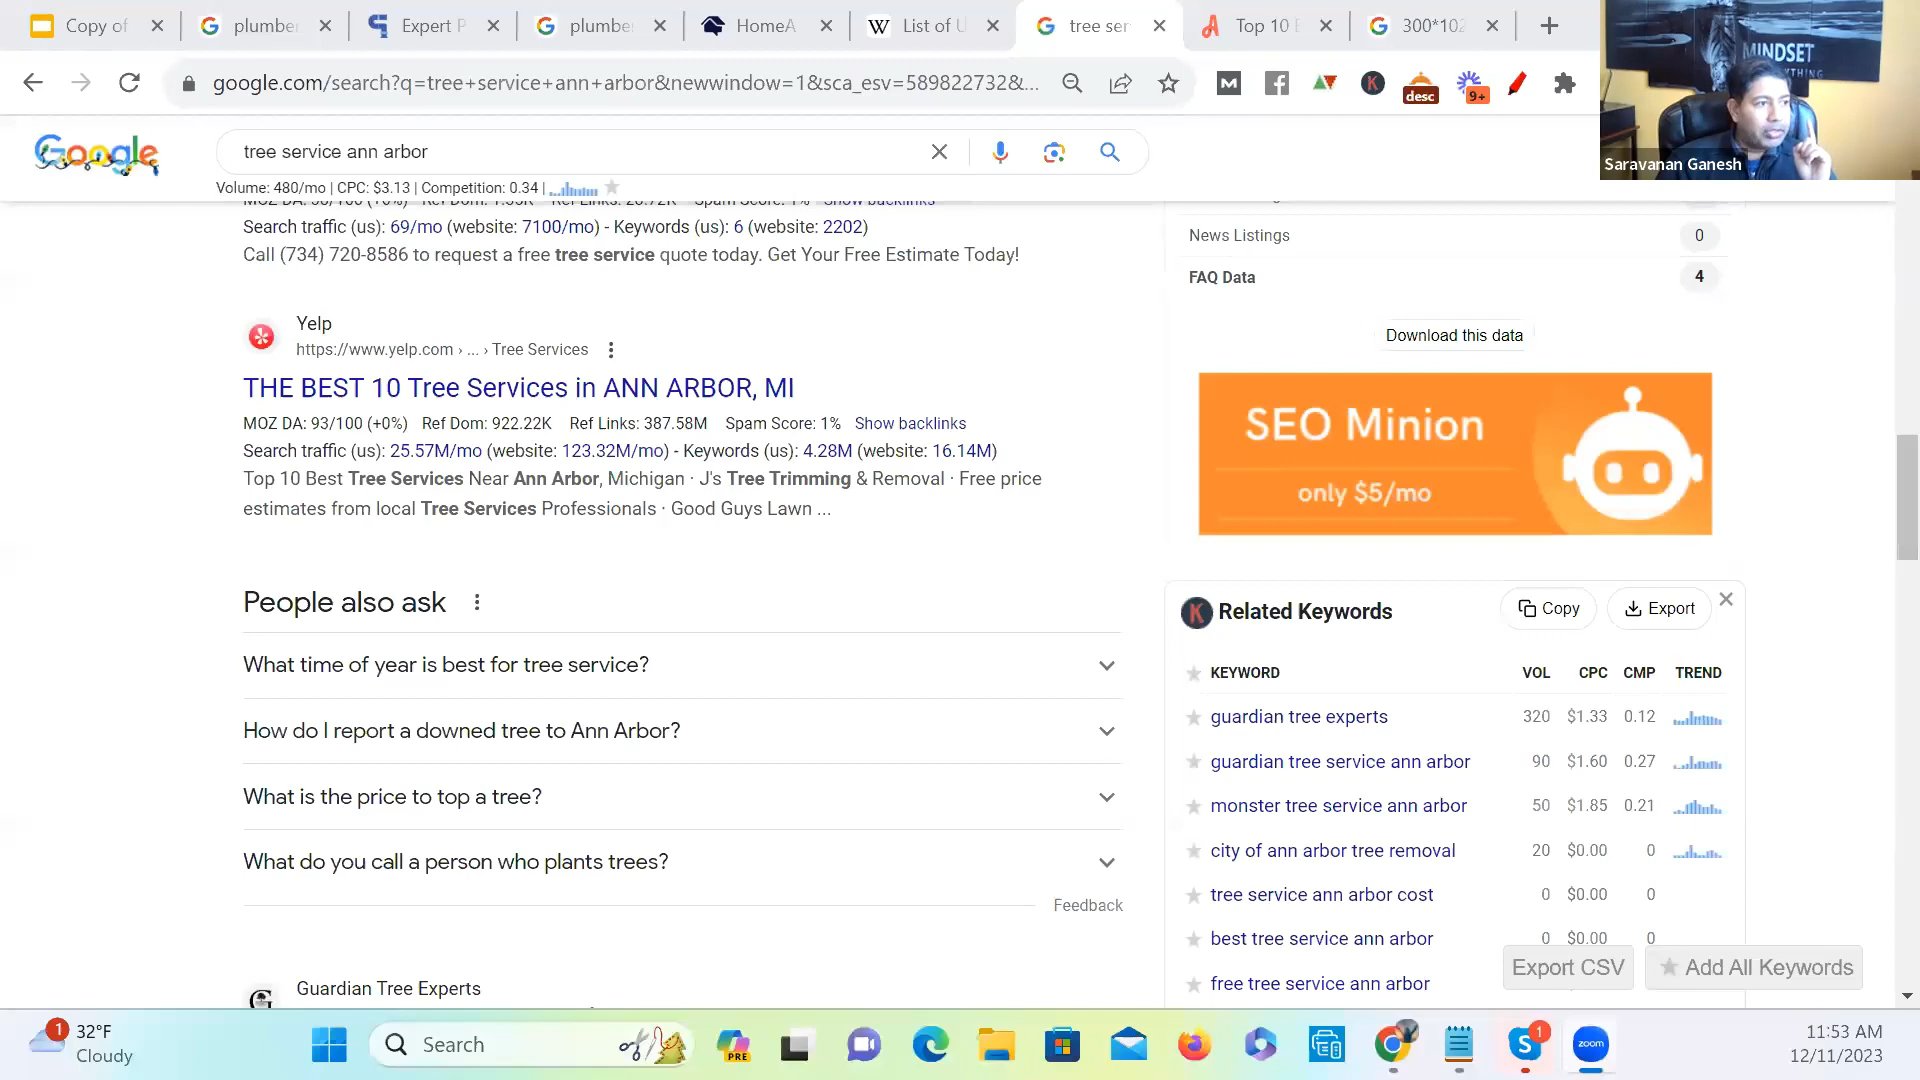 Copy of
plumbe
Expert P
plumbe
HomeA
List of U
tree ser
Top 10 E
300*102
google.com/search?q=tree+service+ann+arbor&newwindow=1&sca_esv=589822732&...
desc
9+
MINDSET
Saravanan Ganesh
Google
tree service ann arbor
Volume: 480/mo | CPC: $3.13 | Competition: 0.34 |
Search traffic (us): 69/mo (website: 7100/mo) - Keywords (us): 6 (website: 2202)
Call (734) 720-8586 to request a free tree service quote today. Get Your Free Estimate Today!
Yelp
https://www.yelp.com › ... › Tree Services
THE BEST 10 Tree Services in ANN ARBOR, MI
MOZ DA: 93/100 (+0%) Ref Dom: 922.22K Ref Links: 387.58M Spam Score: 1% Show backlinks
Search traffic (us): 25.57M/mo (website: 123.32M/mo) - Keywords (us): 4.28M (website: 16.14M)
Top 10 Best Tree Services Near Ann Arbor, Michigan · J's Tree Trimming & Removal · Free price
estimates from local Tree Services Professionals · Good Guys Lawn ...
People also ask
What time of year is best for tree service?
How do I report a downed tree to Ann Arbor?
What is the price to top a tree?
What do you call a person who plants trees?
Feedback
Guardian Tree Experts
News Listings 0
FAQ Data 4
Download this data
SEO Minion
only $5/mo
Related Keywords
Copy
Export
KEYWORD VOL CPC CMP TREND
guardian tree experts 320 $1.33 0.12
guardian tree service ann arbor 90 $1.60 0.27
monster tree service ann arbor 50 $1.85 0.21
city of ann arbor tree removal 20 $0.00 0
tree service ann arbor cost 0 $0.00 0
best tree service ann arbor 0 $0.00 0
free tree service ann arbor
Export CSV
Add All Keywords
1
32°F
Cloudy
Search
PRE
1
zoom
11:53 AM
12/11/2023